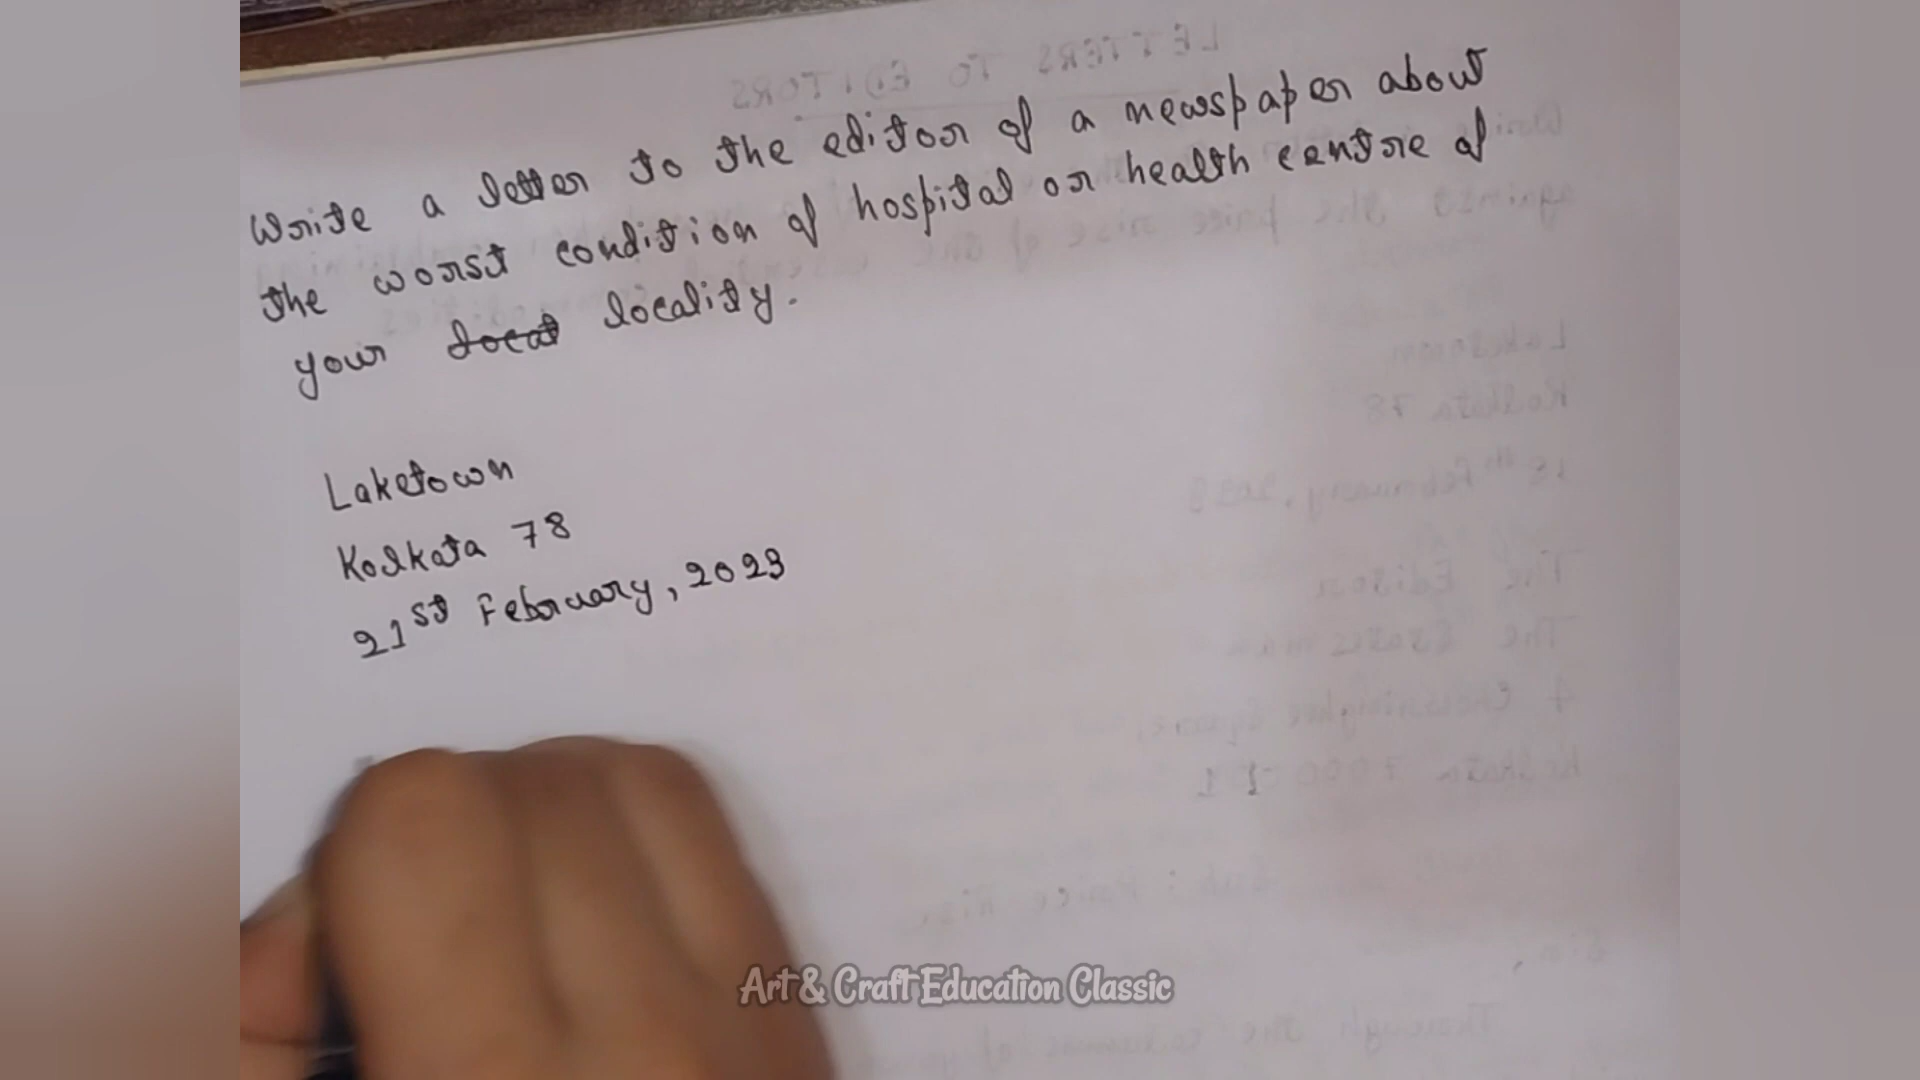 Write a letter to the editor of a newspaper about
the worst condition of hospital or health centre of
your local locality.
Laketown
Kolkata 78
21st February, 2023
Art & Craft Education Classic